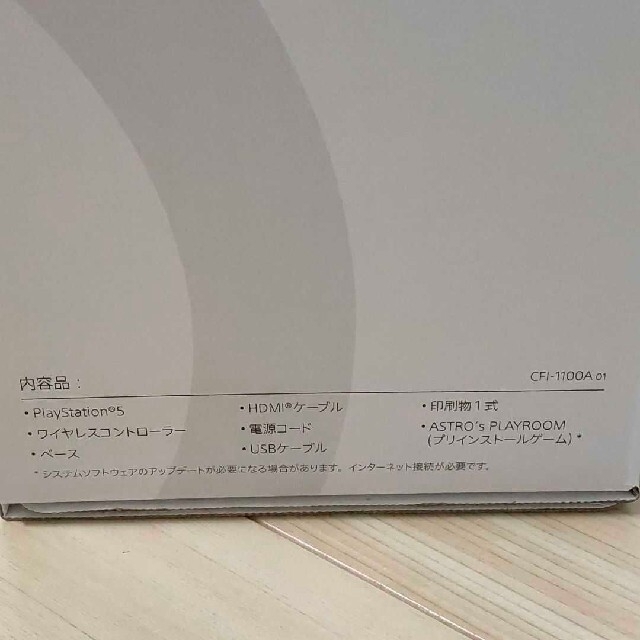 内容品：
CFI-1100A 01
・PlayStation®5
・ワイヤレスコントローラー
・ベース
・HDMI®ケーブル
・電源コード
・USBケーブル
・印刷物1式
・ASTRO's PLAYROOM
(プリインストールゲーム)*
*システムソフトウェアのアップデートが必要になる場合があります。インターネット接続が必要です。